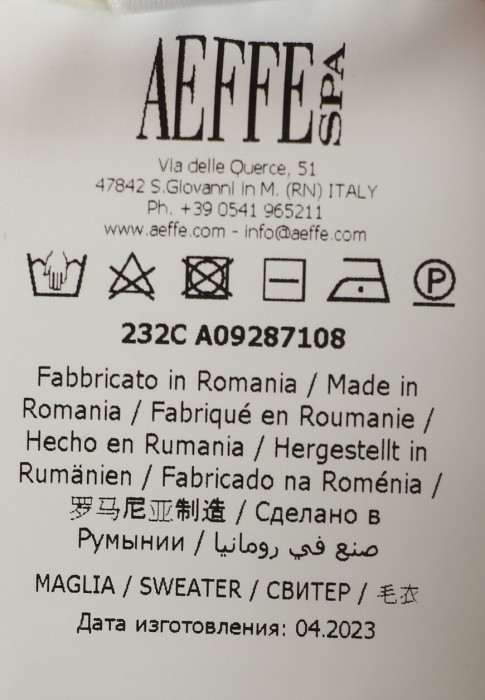 AEFFE SPA
Via delle Querce, 51
47842 S.Giovanni in M. (RN) ITALY
Ph. +39 0541 965211
www.aeffe.com - info@aeffe.com
P
232C A09287108
Fabbricato in Romania / Made in
Romania / Fabriqué en Roumanie /
Hecho en Rumania / Hergestellt in
Rumänien / Fabricado na Roménia /
罗马尼亚制造 / Сделано в
Румынии / صنع في رومانيا
MAGLIA / SWEATER / СВИТЕР / 毛衣
Дата изготовления: 04.2023